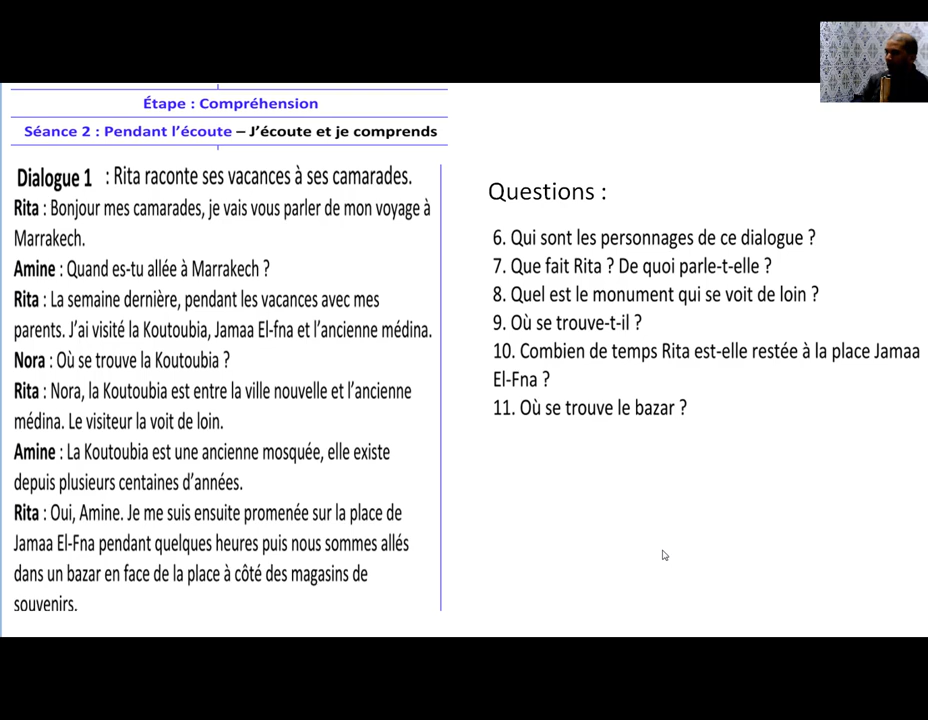 Étape : Compréhension
Séance 2 : Pendant l’écoute – J’écoute et je comprends
Dialogue 1 : Rita raconte ses vacances à ses camarades.
Rita : Bonjour mes camarades, je vais vous parler de mon voyage à
Marrakech.
Amine : Quand es-tu allée à Marrakech ?
Rita : La semaine dernière, pendant les vacances avec mes
parents. J’ai visité la Koutoubia, Jamaa El-fna et l’ancienne médina.
Nora : Où se trouve la Koutoubia ?
Rita : Nora, la Koutoubia est entre la ville nouvelle et l’ancienne
médina. Le visiteur la voit de loin.
Amine : La Koutoubia est une ancienne mosquée, elle existe
depuis plusieurs centaines d’années.
Rita : Oui, Amine. Je me suis ensuite promenée sur la place de
Jamaa El-Fna pendant quelques heures puis nous sommes allés
dans un bazar en face de la place à côté des magasins de
souvenirs.
Questions :
6. Qui sont les personnages de ce dialogue ?
7. Que fait Rita ? De quoi parle-t-elle ?
8. Quel est le monument qui se voit de loin ?
9. Où se trouve-t-il ?
10. Combien de temps Rita est-elle restée à la place Jamaa
El-Fna ?
11. Où se trouve le bazar ?